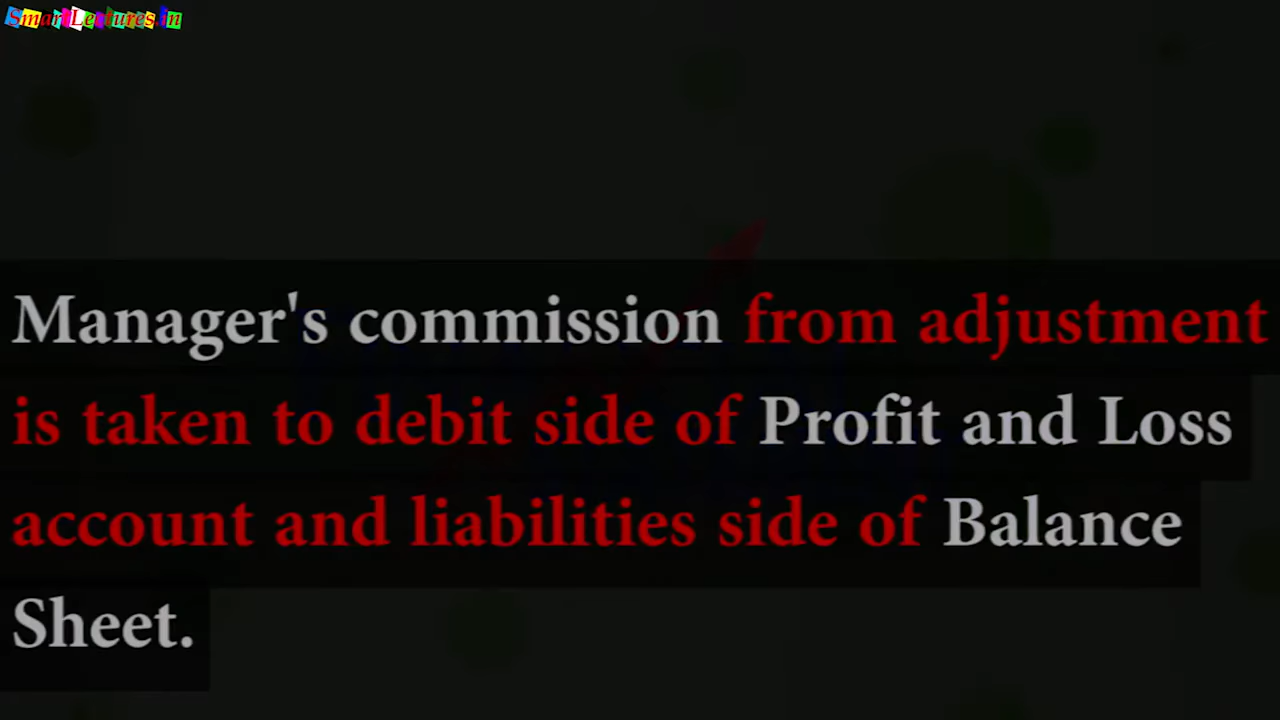 SmartLectures.in
Manager's commission from adjustment
is taken to debit side of Profit and Loss
account and liabilities side of Balance
Sheet.